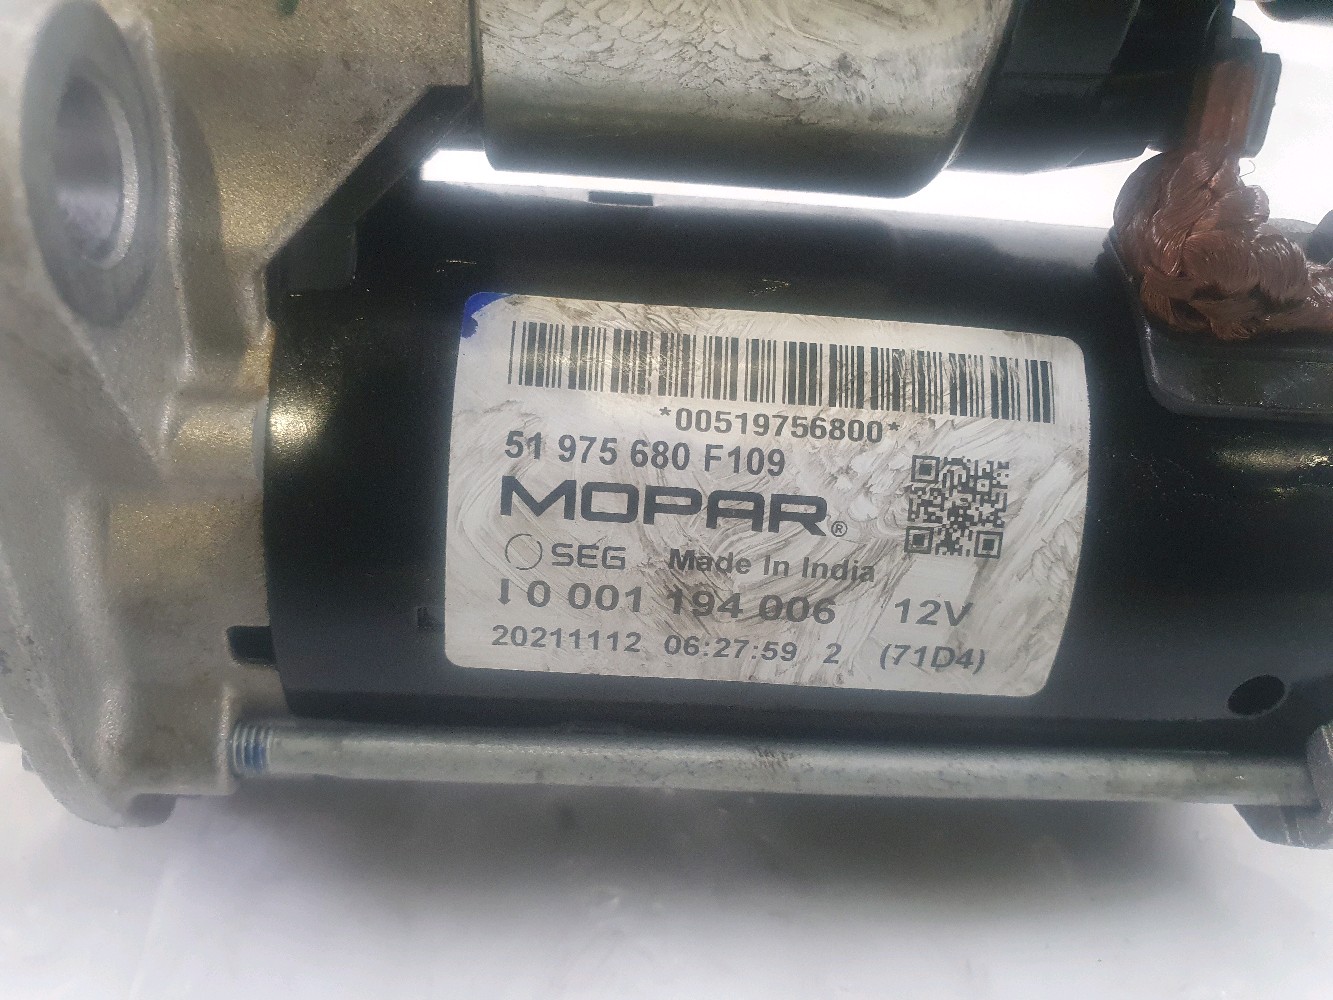 *00519756800*
51 975 680 F109
MOPAR®
SEG Made In India
I 0 001 194 006 12V
20211112 06:27:59 2 (71D4)